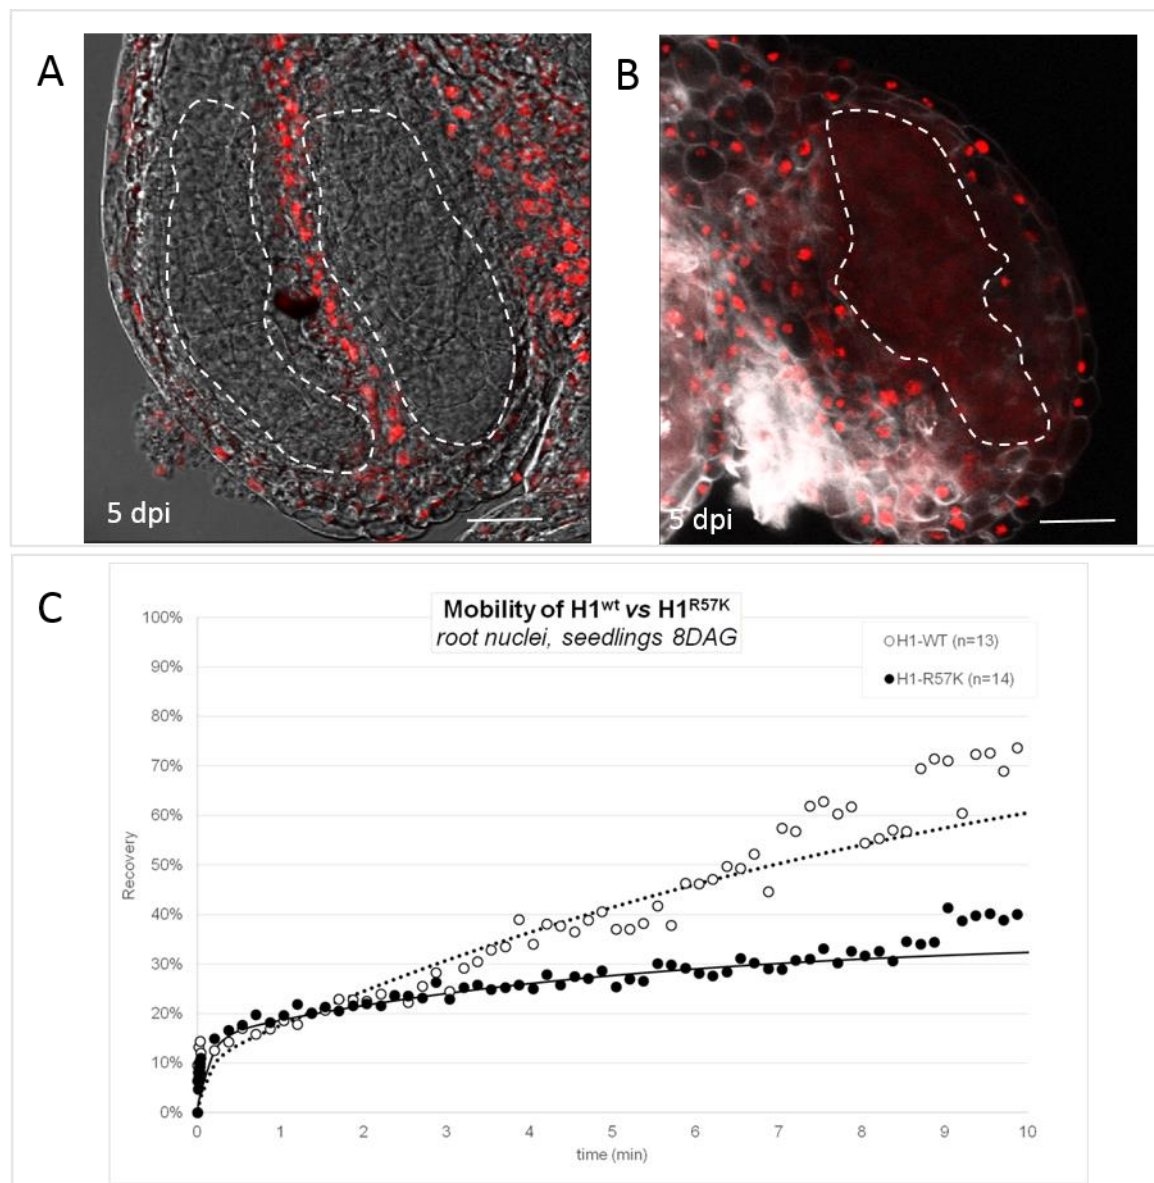 A
B
5 dpi
5 dpi
C
Mobility of H1wt vs H1R57K
root nuclei, seedlings 8DAG
H1-WT (n=13)
H1-R57K (n=14)
100%
90%
80%
70%
60%
50%
40%
30%
20%
10%
0%
Recovery
0 1 2 3 4 5 6 7 8 9 10
time (min)